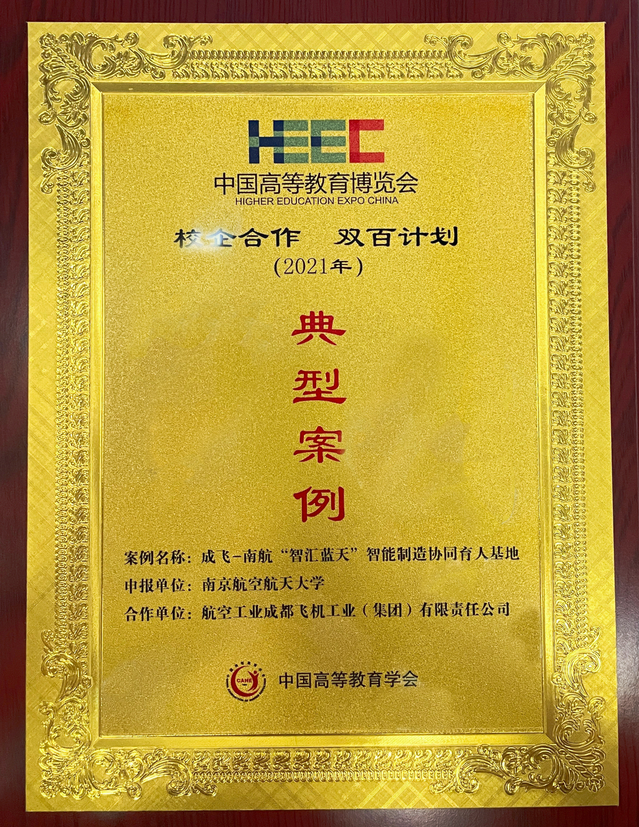 HEEC
中国高等教育博览会
HIGHER EDUCATION EXPO CHINA
校企合作 双百计划
(2021年)
典
型
案
例
案例名称：成飞-南航“智汇蓝天”智能制造协同育人基地
申报单位：南京航空航天大学
合作单位：航空工业成都飞机工业（集团）有限责任公司
CAHE
中国高等教育学会